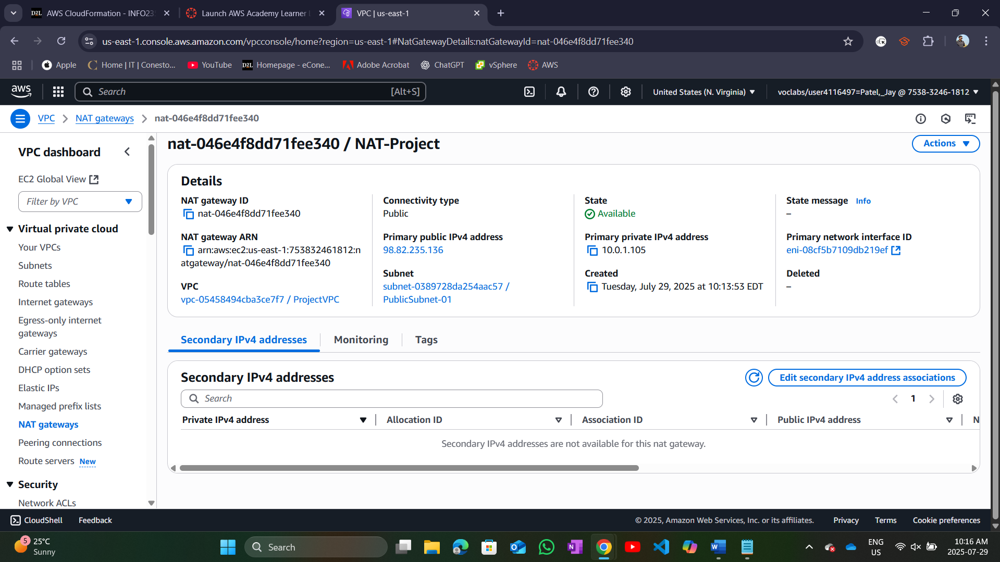 AWS CloudFormation - INFO23
Launch AWS Academy Learner
VPC | us-east-1
us-east-1.console.aws.amazon.com/vpcconsole/home?region=us-east-1#NatGatewayDetails:natGatewayId=nat-046e4f8dd71fee340
Apple
Home | IT | Conesto...
YouTube
D2L
Homepage - eCone...
Adobe Acrobat
ChatGPT
vSphere
AWS
aws
Search
[Alt+S]
United States (N. Virginia)
voclabs/user4116497=Patel,_Jay @ 7538-3246-1812
VPC
NAT gateways
nat-046e4f8dd71fee340
VPC dashboard
EC2 Global View
Filter by VPC
Virtual private cloud
Your VPCs
Subnets
Route tables
Internet gateways
Egress-only internet
gateways
Carrier gateways
DHCP option sets
Elastic IPs
Managed prefix lists
NAT gateways
Peering connections
Route servers New
Security
Network ACLs
nat-046e4f8dd71fee340 / NAT-Project
Actions
Details
NAT gateway ID
nat-046e4f8dd71fee340
NAT gateway ARN
arn:aws:ec2:us-east-1:753832461812:n
atgateway/nat-046e4f8dd71fee340
VPC
vpc-05458494cba3ce7f7 / ProjectVPC
Connectivity type
Public
Primary public IPv4 address
98.82.235.136
Subnet
subnet-0389728da254aac57 /
PublicSubnet-01
State
Available
Primary private IPv4 address
10.0.1.105
Created
Tuesday, July 29, 2025 at 10:13:53 EDT
State message Info
–
Primary network interface ID
eni-08cf5b7109db219ef
Deleted
–
Secondary IPv4 addresses
Monitoring
Tags
Secondary IPv4 addresses
Edit secondary IPv4 address associations
Search
1
Private IPv4 address
Allocation ID
Association ID
Public IPv4 address
N
Secondary IPv4 addresses are not available for this nat gateway.
CloudShell
Feedback
© 2025, Amazon Web Services, Inc. or its affiliates.
Privacy
Terms
Cookie preferences
5
25°C
Sunny
Search
ENG
US
10:16 AM
2025-07-29